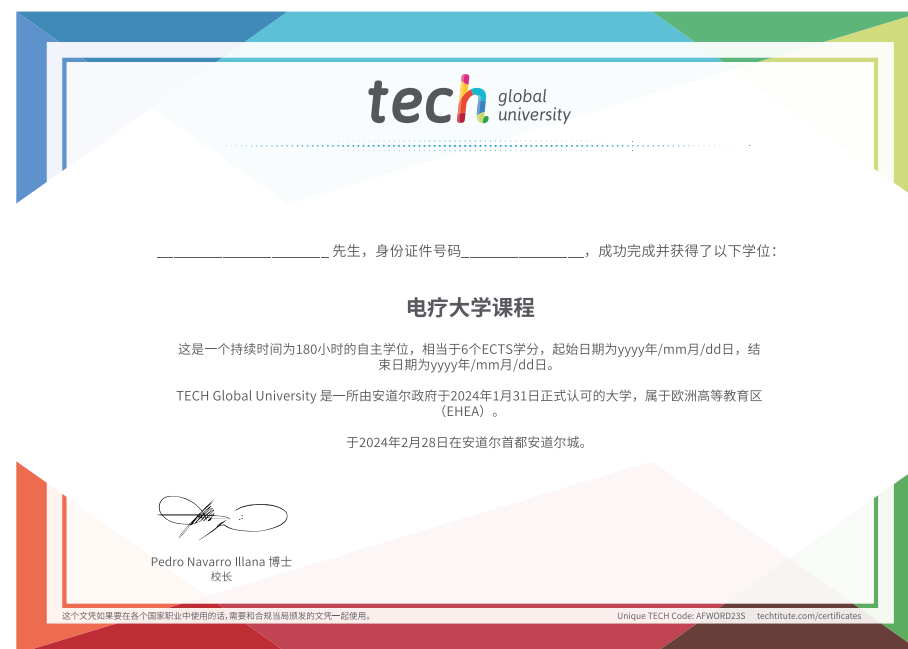 tech global
university
______________________ 先生，身份证件号码________________，成功完成并获得了以下学位：
电疗大学课程
这是一个持续时间为180小时的自主学位，相当于6个ECTS学分，起始日期为yyyy年/mm月/dd日，结
束日期为yyyy年/mm月/dd日。
TECH Global University 是一所由安道尔政府于2024年1月31日正式认可的大学，属于欧洲高等教育区
（EHEA）。
于2024年2月28日在安道尔首都安道尔城。
Pedro Navarro Illana 博士
校长
这个文凭如果要在各个国家职业中使用的话，需要和合规当局颁发的文凭一起使用。
Unique TECH Code: AFWORD23S techtitute.com/certificates